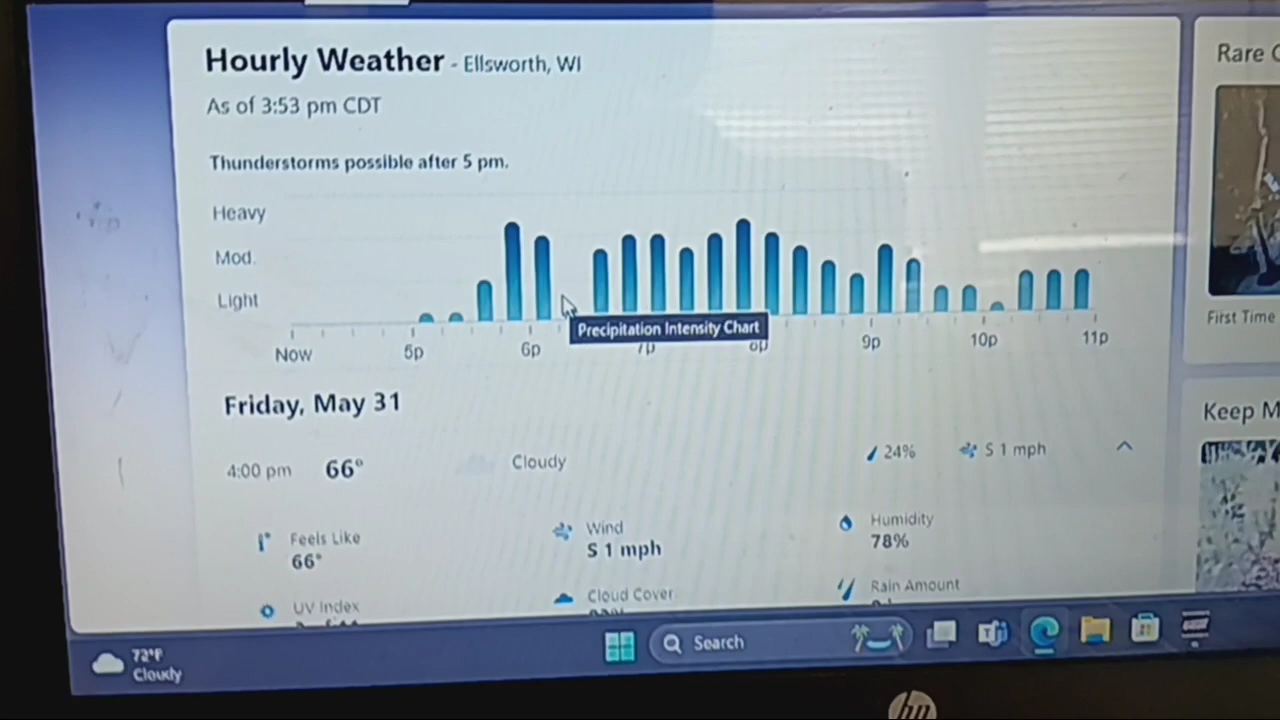 Hourly Weather - Ellsworth, WI
As of 3:53 pm CDT
Thunderstorms possible after 5 pm.
Heavy
Mod.
Light
Precipitation Intensity Chart
Now 5p 6p 7p 8p 9p 10p 11p
Friday, May 31
4:00 pm 66° Cloudy 24% S 1 mph
Feels Like
66°
Wind
S 1 mph
Humidity
78%
UV Index
Cloud Cover
Rain Amount
Rare
First Time
Keep
72°F
Cloudy
Search
hp